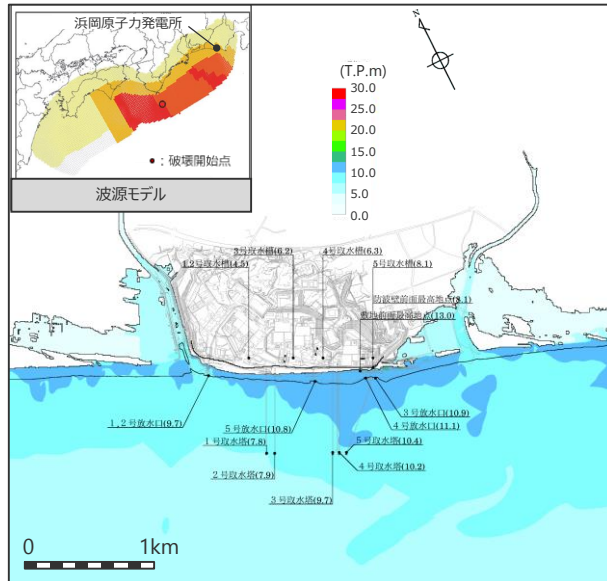 浜岡原子力発電所
●：破壊開始点
波源モデル
N
(T.P.m)
30.0
25.0
20.0
15.0
10.0
5.0
0.0
3号取水槽(6.2)
4号取水槽(6.3)
1,2号取水槽(4.5)
5号取水槽(8.1)
防波壁前面最高地点(8.1)
敷地前面最高地点(13.0)
1,2号放水口(9.7)
3号放水口(10.9)
5号放水口(10.8)
4号放水口(11.1)
1号取水塔(7.8)
5号取水塔(10.4)
2号取水塔(7.9)
4号取水塔(10.2)
3号取水塔(9.7)
0 1km